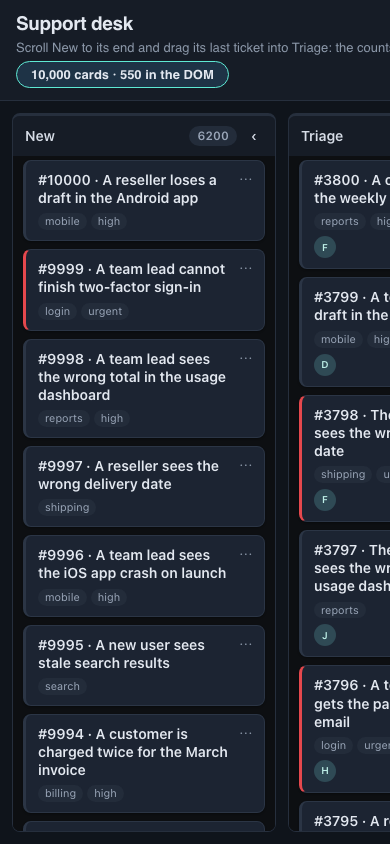 Support desk
Scroll New to its end and drag its last ticket into Triage: the
10,000 cards · 550 in the DOM
New
6200
‹
#10000 · A reseller loses a
draft in the Android app
···
mobile
high
#9999 · A team lead cannot
finish two-factor sign-in
···
login
urgent
#9998 · A team lead sees
the wrong total in the usage
dashboard
···
reports
high
#9997 · A reseller sees the
wrong delivery date
···
shipping
#9996 · A team lead sees
the iOS app crash on launch
···
mobile
high
#9995 · A new user sees
stale search results
···
search
#9994 · A customer is
charged twice for the March
invoice
···
billing
high
Triage
#3800 · A
the weekly
reports
F
#3799 · A
draft in the
mobile
D
#3798 · The
sees the
date
shipping
F
#3797 · The
sees the
usage
reports
J
#3796 · A
gets the
email
login
H
#3795 · A